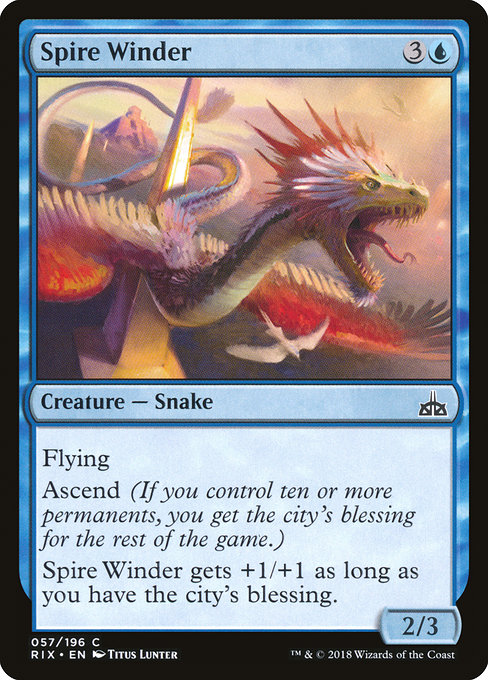 Spire Winder 3
Creature — Snake
Flying
Ascend (If you control ten or more
permanents, you get the city's blessing
for the rest of the game.)
Spire Winder gets +1/+1 as long as
you have the city's blessing.
2/3
057/196 C
RIX • EN Titus Lunter
™ & © 2018 Wizards of the Coast